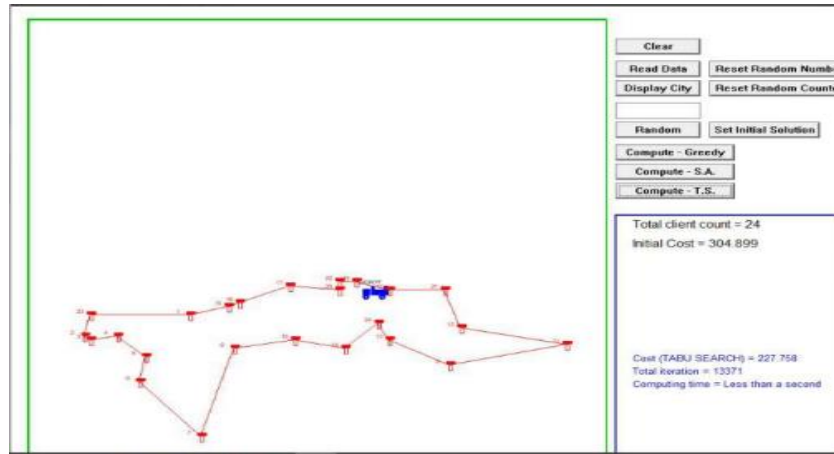 Clear
Read Data Reset Random Numbe
Display City Reset Random Counte
Random Set Initial Solution
Compute - Greedy
Compute - S.A.
Compute - T.S.
Total client count = 24
Initial Cost = 304.899
Cost (TABU SEARCH) = 227.758
Total iteration = 13371
Computing time = Less than a second